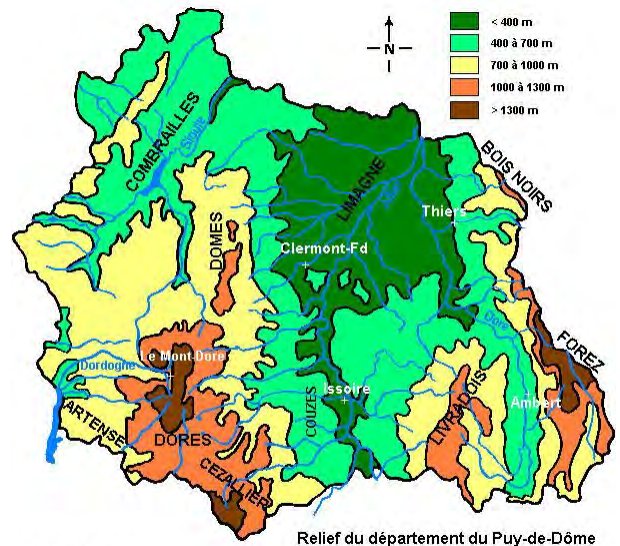 < 400 m
400 à 700 m
700 à 1000 m
1000 à 1300 m
> 1300 m
N
COMBRAILLES
Sioule
BOIS NOIRS
LIMAGNE
Allier
Thiers
DOMES
Clermont-Fd
Dore
FOREZ
Le Mont-Dore
Dordogne
Issoire
Ambert
ARTENSE
DORES
COUZES
LIVRADOIS
CEZALLIER
Relief du département du Puy-de-Dôme